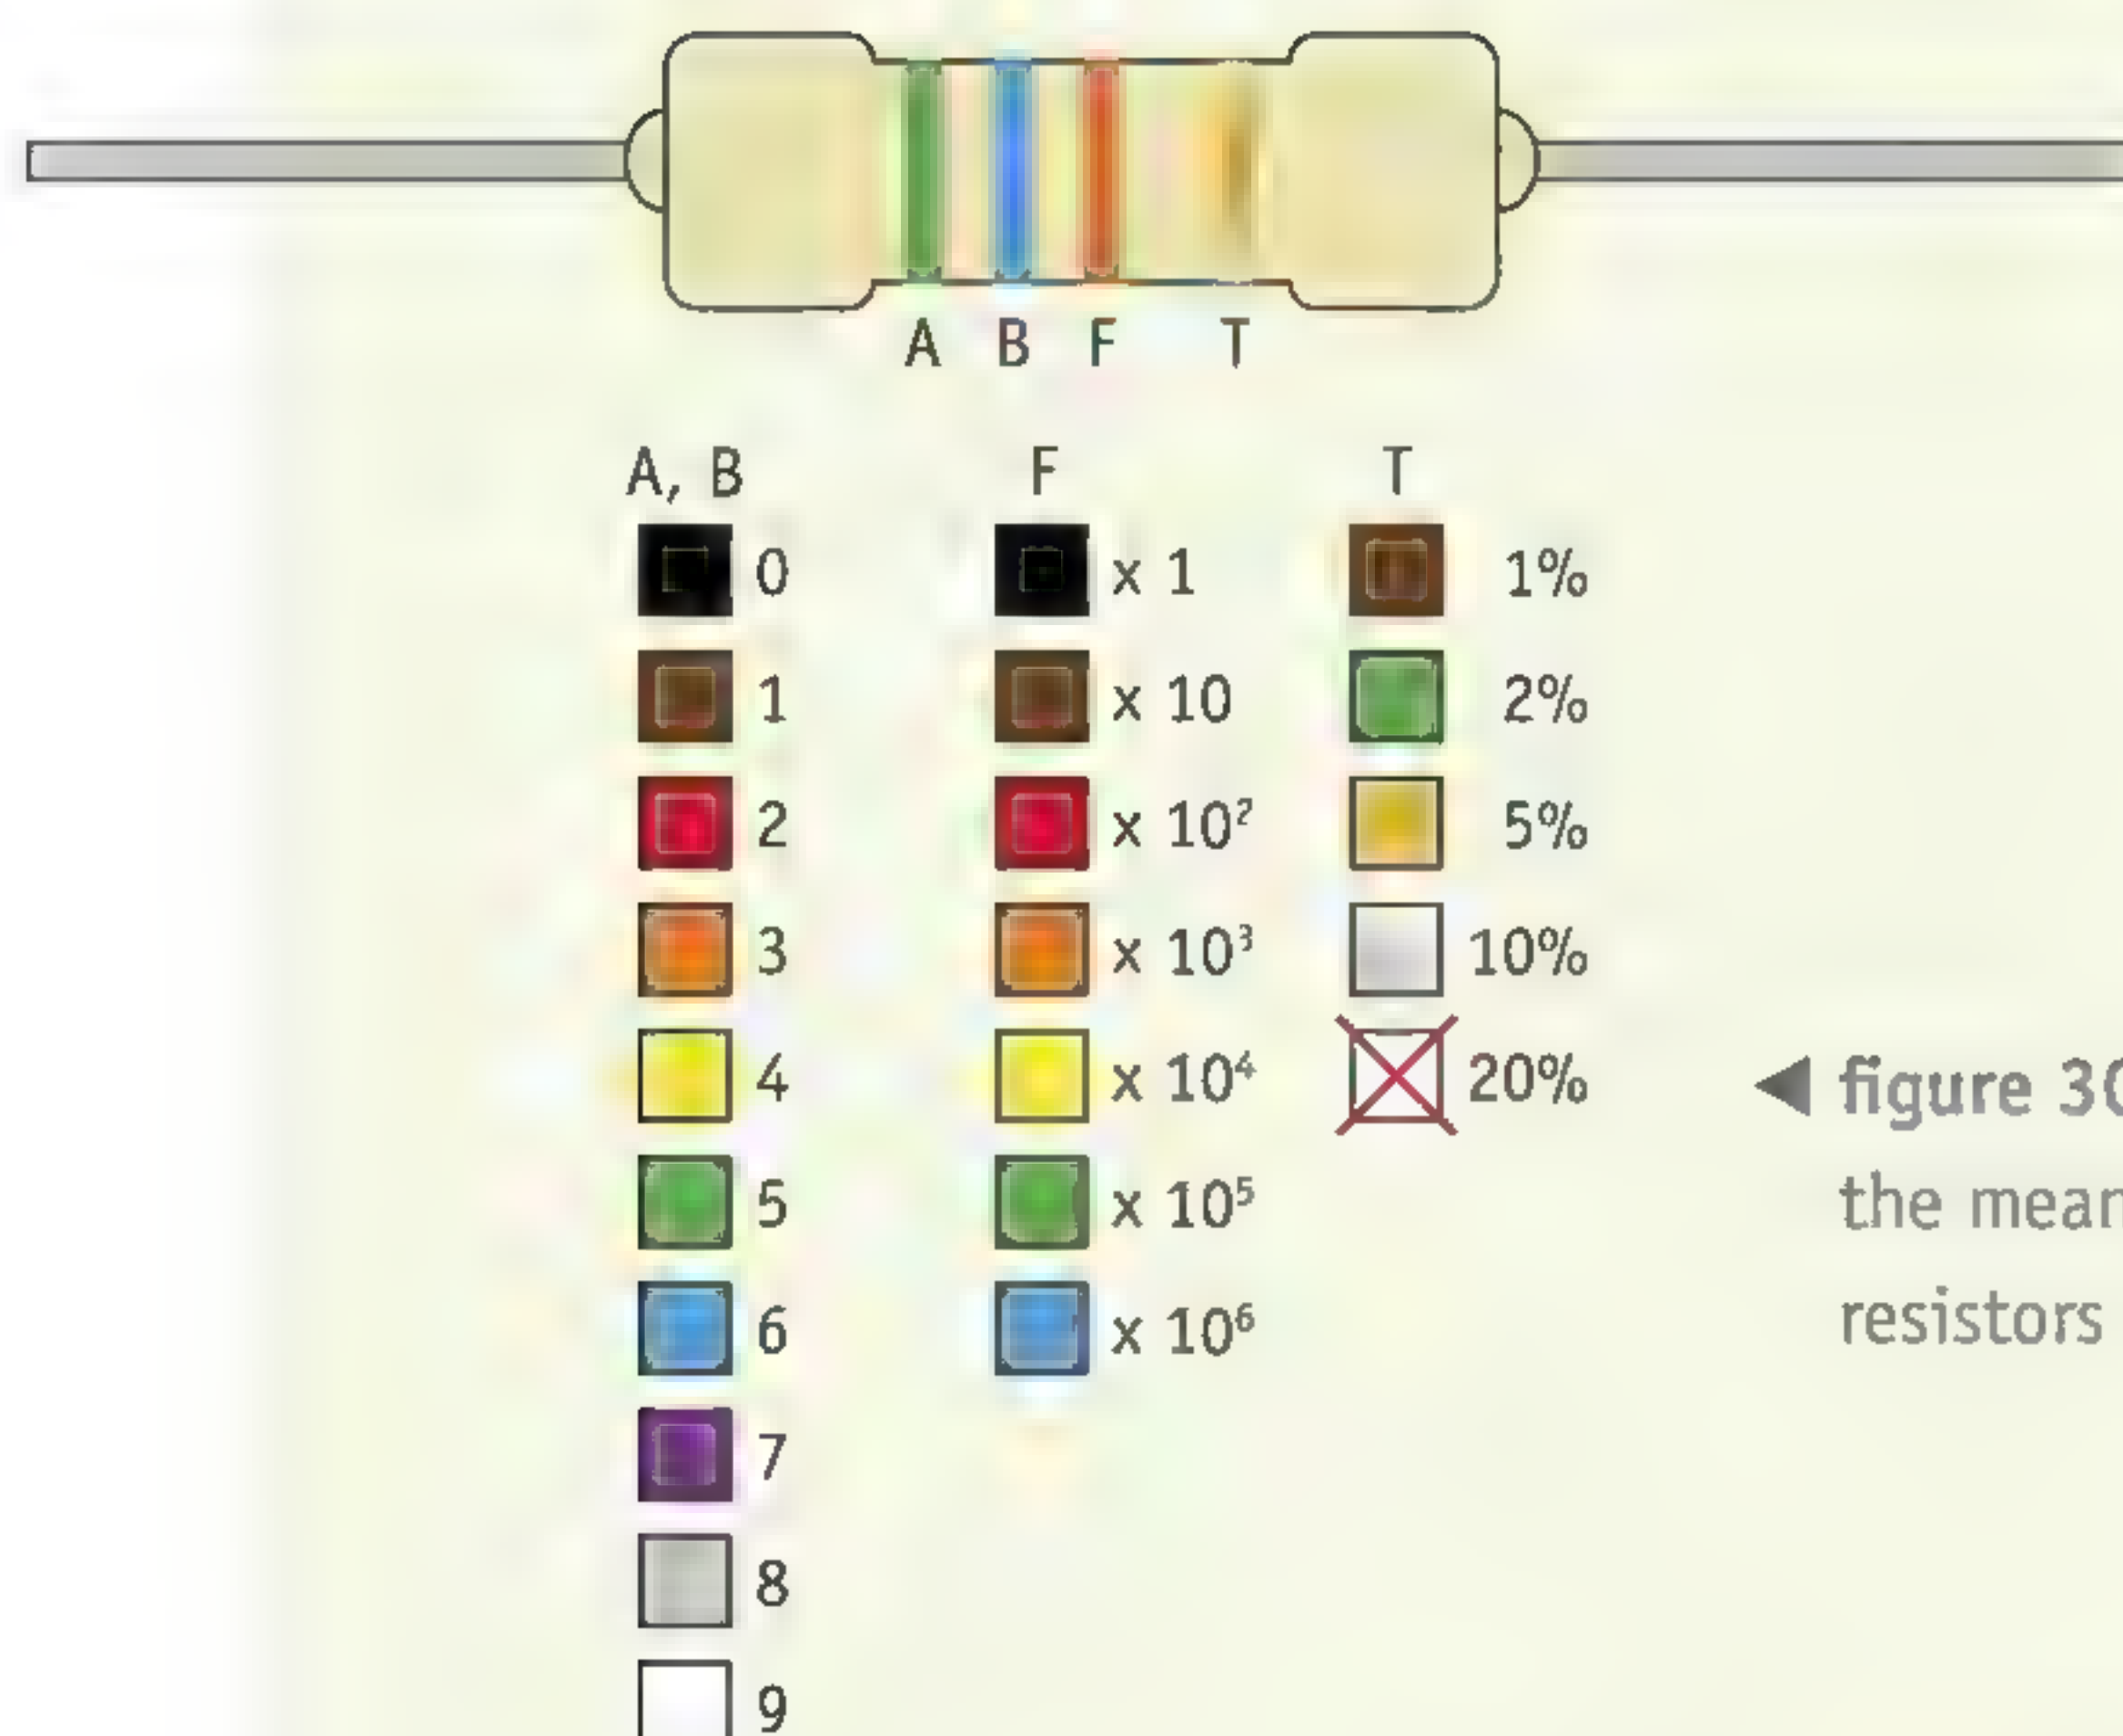 A B F T
A, B F T
0 x 1 1%
1 x 10 2%
2 x 10² 5%
3 x 10³ 10%
4 x 10⁴ 20%
5 x 10⁵
6 x 10⁶
7
8
9
◀ figure 30
the mean
resistors